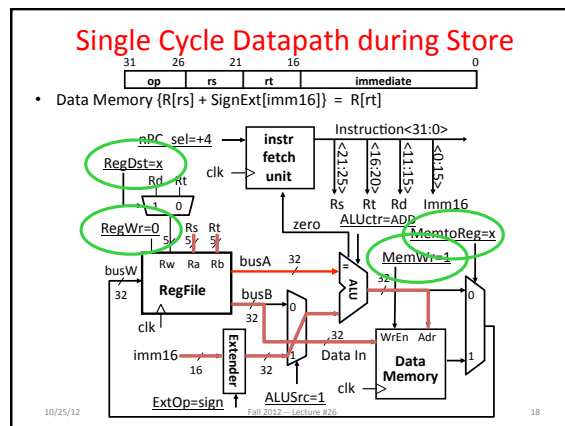 Single Cycle Datapath during Store
31 26 21 16 0
op rs rt immediate
• Data Memory {R[rs] + SignExt[imm16]} = R[rt]
nPC_sel=+4
instr
fetch
unit
clk
Instruction<31:0>
<21:25>
<16:20>
<11:15>
<0:15>
Rs Rt Rd Imm16
RegDst=x
Rd Rt
1 0
zero
ALUctr=ADD
MemtoReg=x
RegWr=0
Rs Rt
5 5 5
MemWr=1
Rw Ra Rb
RegFile
busW
32
clk
busA
32
busB
32
=
ALU
32
0
1
0
1
imm16
16
Extender
32
32
Data In
WrEn Adr
Data
Memory
clk
ExtOp=sign
ALUSrc=1
10/25/12
Fall 2012 -- Lecture #26
18